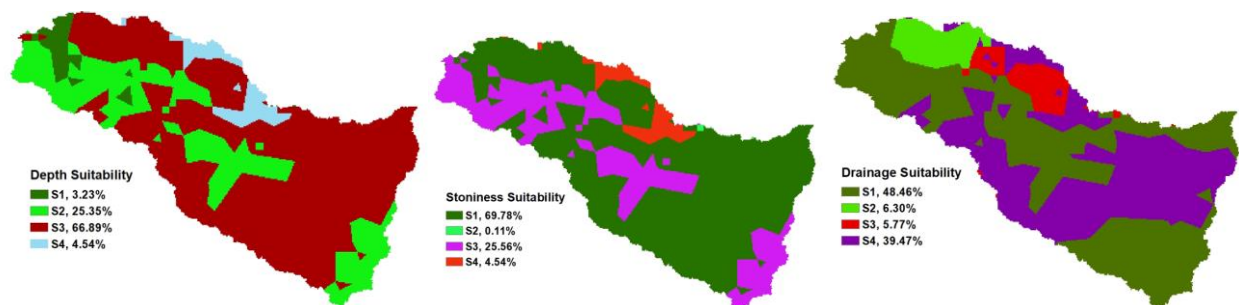 Depth Suitability
S1, 3.23%
S2, 25.35%
S3, 66.89%
S4, 4.54%
Stoniness Suitability
S1, 69.78%
S2, 0.11%
S3, 25.56%
S4, 4.54%
Drainage Suitability
S1, 48.46%
S2, 6.30%
S3, 5.77%
S4, 39.47%